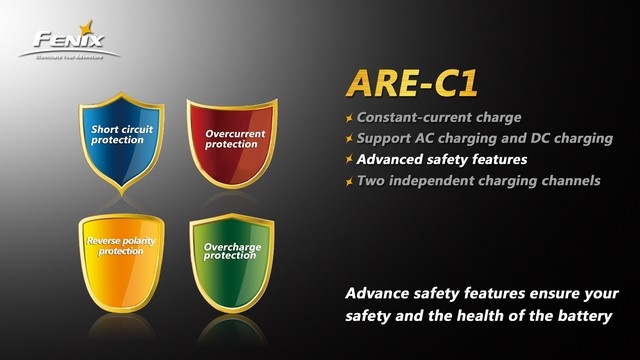 FENIX
Illuminate Your Adventure
ARE-C1
Constant-current charge
Support AC charging and DC charging
Advanced safety features
Two independent charging channels
Short circuit
protection
Overcurrent
protection
Reverse polarity
protection
Overcharge
protection
Advance safety features ensure your
safety and the health of the battery